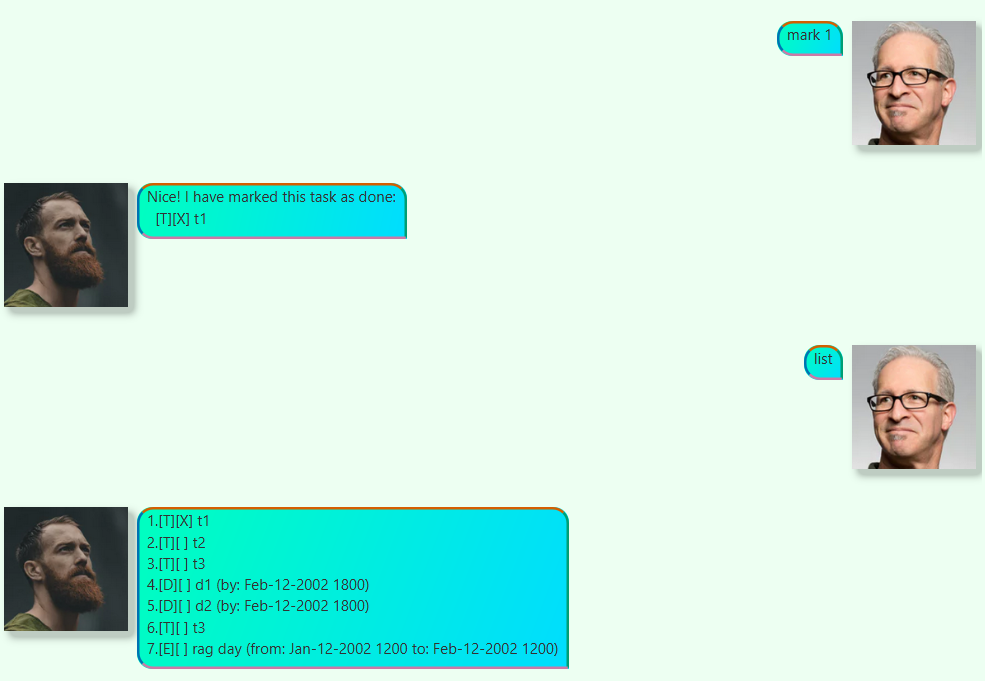 mark 1
Nice! I have marked this task as done:
[T][X] t1
list
1.[T][X] t1
2.[T][ ] t2
3.[T][ ] t3
4.[D][ ] d1 (by: Feb-12-2002 1800)
5.[D][ ] d2 (by: Feb-12-2002 1800)
6.[T][ ] t3
7.[E][ ] rag day (from: Jan-12-2002 1200 to: Feb-12-2002 1200)